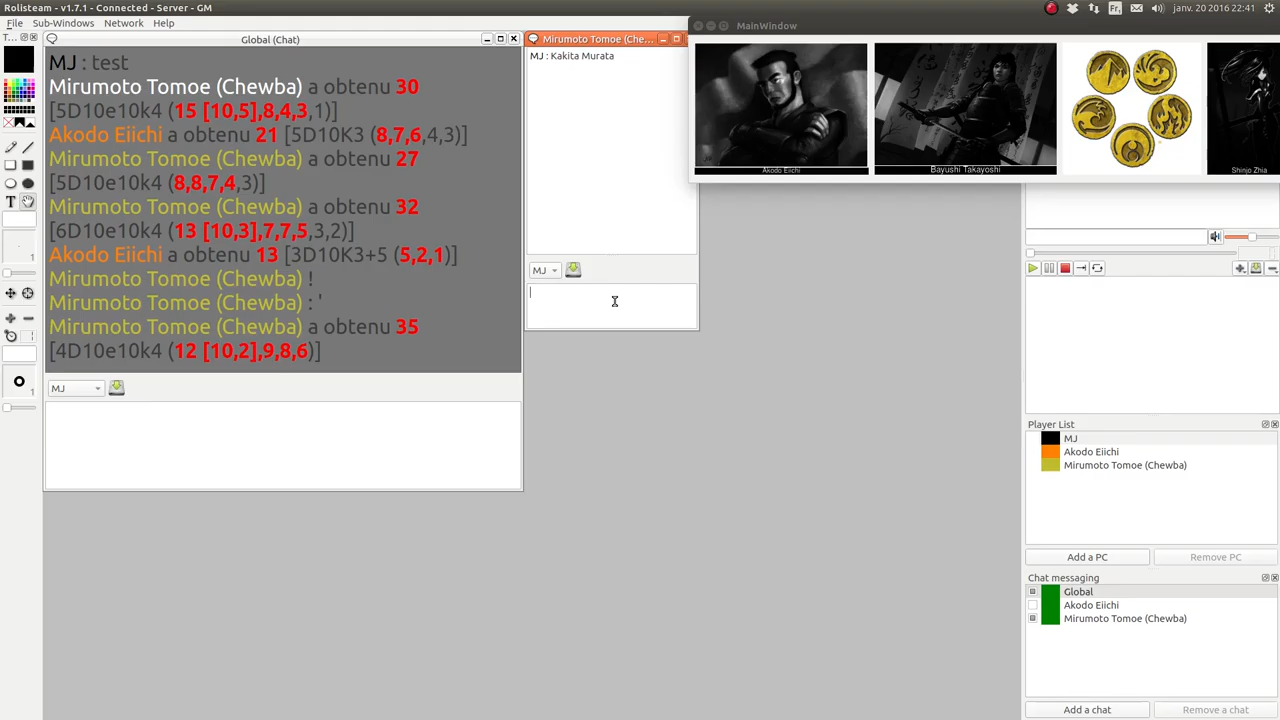 Rolisteam - v1.7.1 - Connected - Server - GM
Fr
janv. 20 2016 22:41
File Sub-Windows Network Help
MainWindow
T...
Global (Chat)
MJ : test
Mirumoto Tomoe (Chewba) a obtenu 30
[5D10e10k4 (15 [10,5],8,4,3,1)]
Akodo Eiichi a obtenu 21 [5D10K3 (8,7,6,4,3)]
Mirumoto Tomoe (Chewba) a obtenu 27
[5D10e10k4 (8,8,7,4,3)]
Mirumoto Tomoe (Chewba) a obtenu 32
[6D10e10k4 (13 [10,3],7,7,5,3,2)]
Akodo Eiichi a obtenu 13 [3D10K3+5 (5,2,1)]
Mirumoto Tomoe (Chewba) !
Mirumoto Tomoe (Chewba) : '
Mirumoto Tomoe (Chewba) a obtenu 35
[4D10e10k4 (12 [10,2],9,8,6)]
MJ
Mirumoto Tomoe (Che...
MJ : Kakita Murata
MJ
Akodo Eiichi
Bayushi Takayoshi
Shinjo Zhia
T
1
1
Player List
MJ
Akodo Eiichi
Mirumoto Tomoe (Chewba)
Add a PC
Remove PC
Chat messaging
Global
Akodo Eiichi
Mirumoto Tomoe (Chewba)
Add a chat
Remove a chat